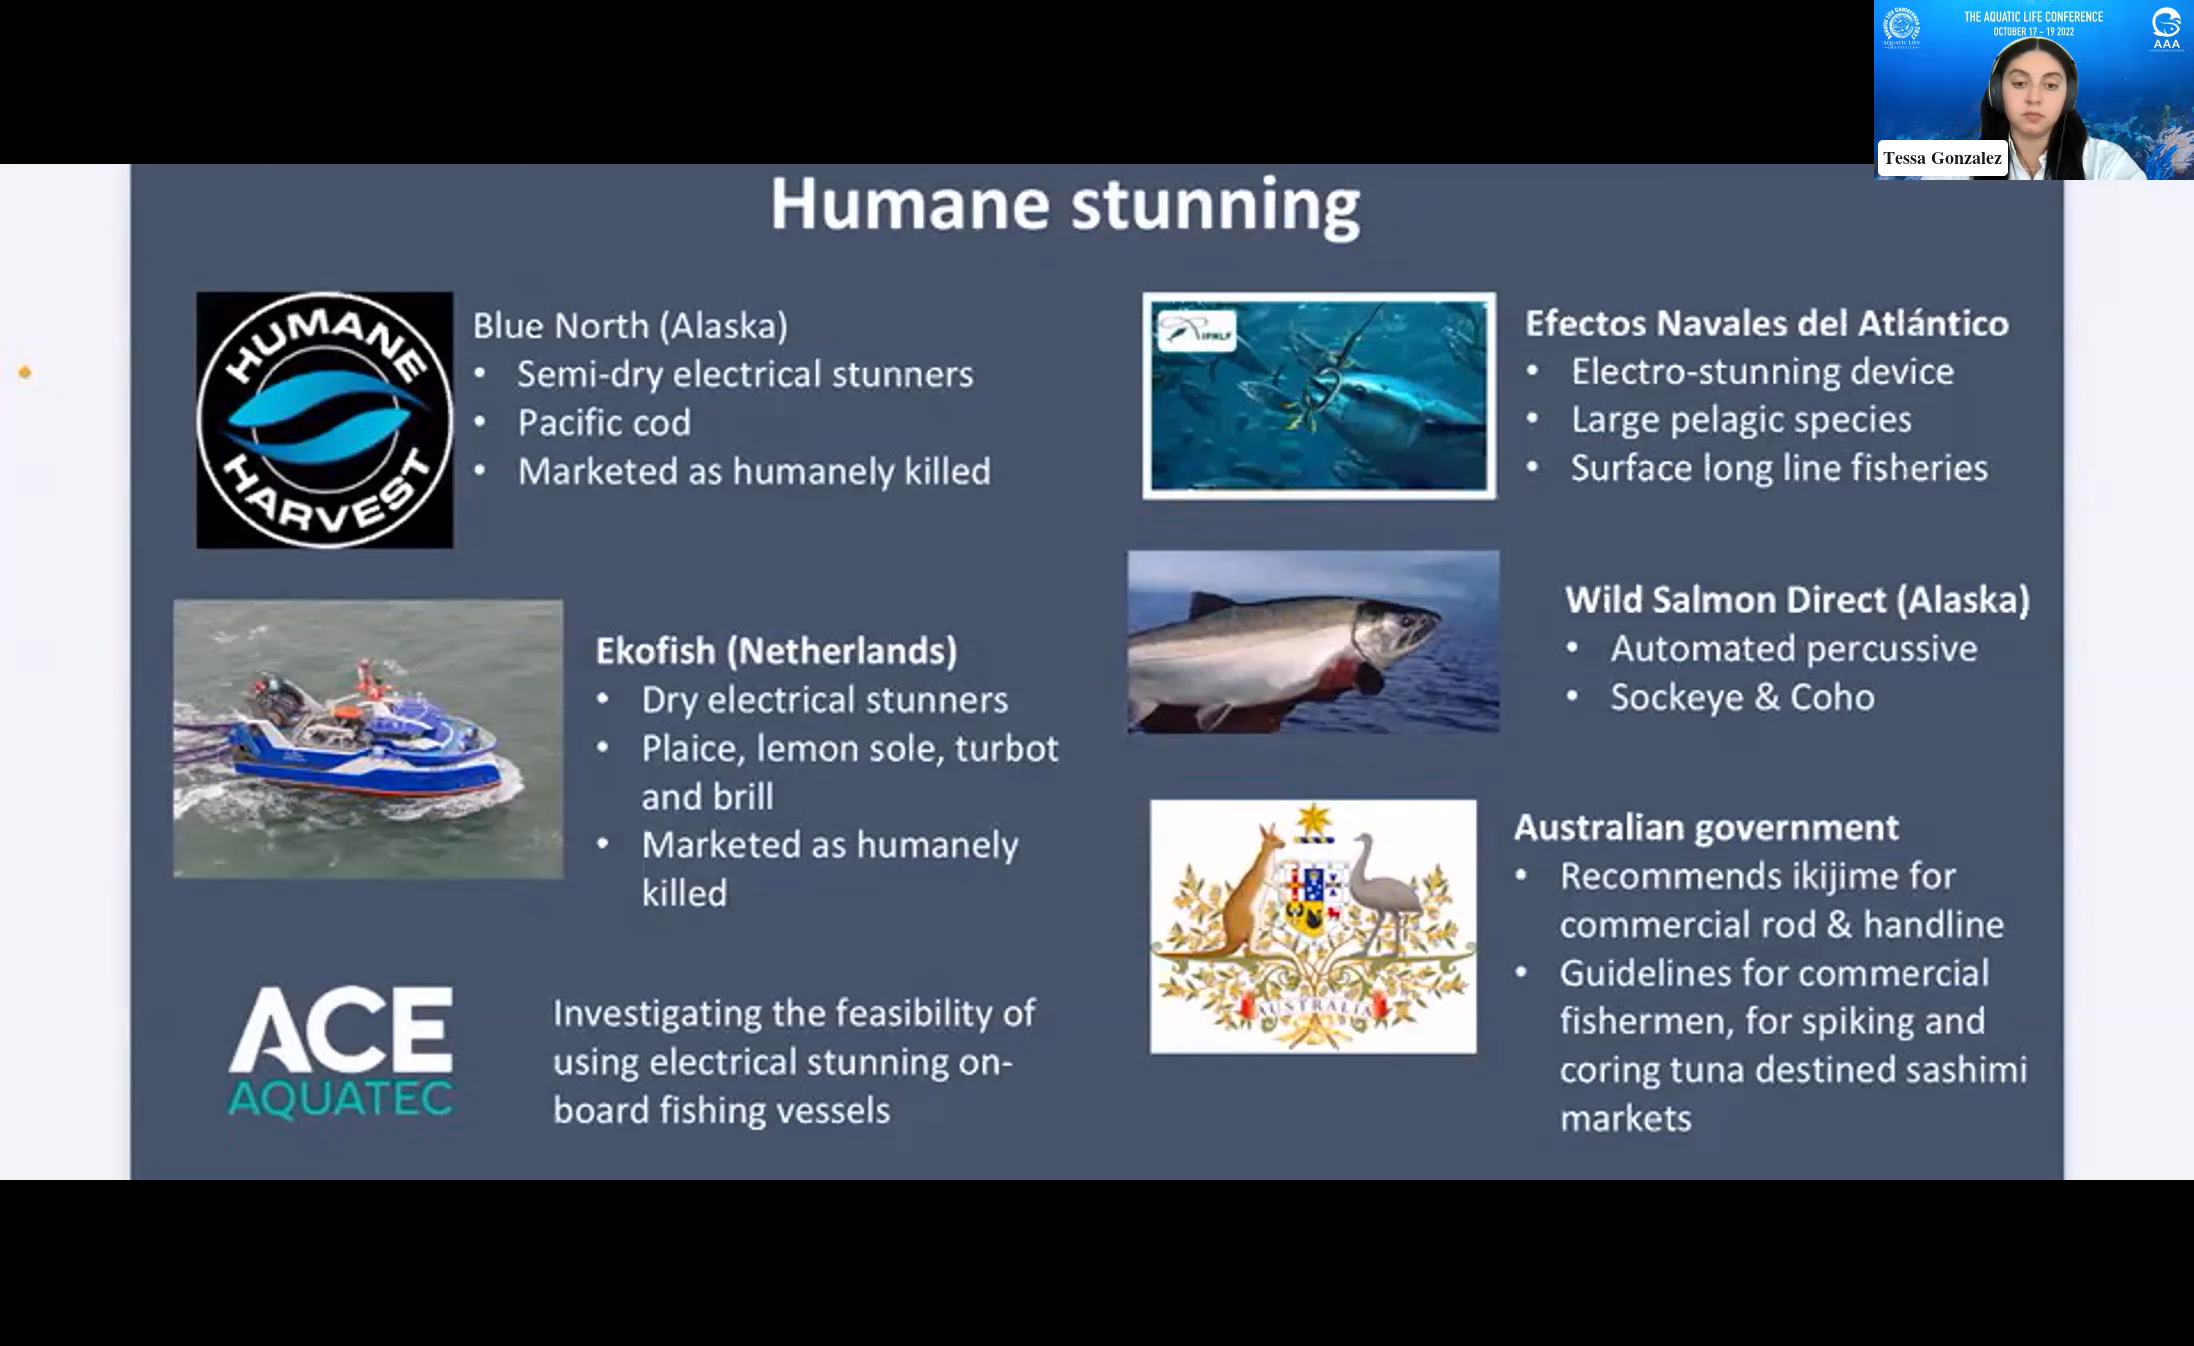 THE AQUATIC LIFE CONFERENCE
OCTOBER 17 - 19 2022
AAA
Tessa Gonzalez
Humane stunning
HUMANE
HARVEST
Blue North (Alaska)
• Semi-dry electrical stunners
• Pacific cod
• Marketed as humanely killed
Ekofish (Netherlands)
• Dry electrical stunners
• Plaice, lemon sole, turbot
and brill
• Marketed as humanely
killed
ACE
AQUATEC
Investigating the feasibility of
using electrical stunning on-
board fishing vessels
IPNLF
Efectos Navales del Atlántico
• Electro-stunning device
• Large pelagic species
• Surface long line fisheries
Wild Salmon Direct (Alaska)
• Automated percussive
• Sockeye & Coho
AUSTRALIA
Australian government
• Recommends ikijime for
commercial rod & handline
• Guidelines for commercial
fishermen, for spiking and
coring tuna destined sashimi
markets